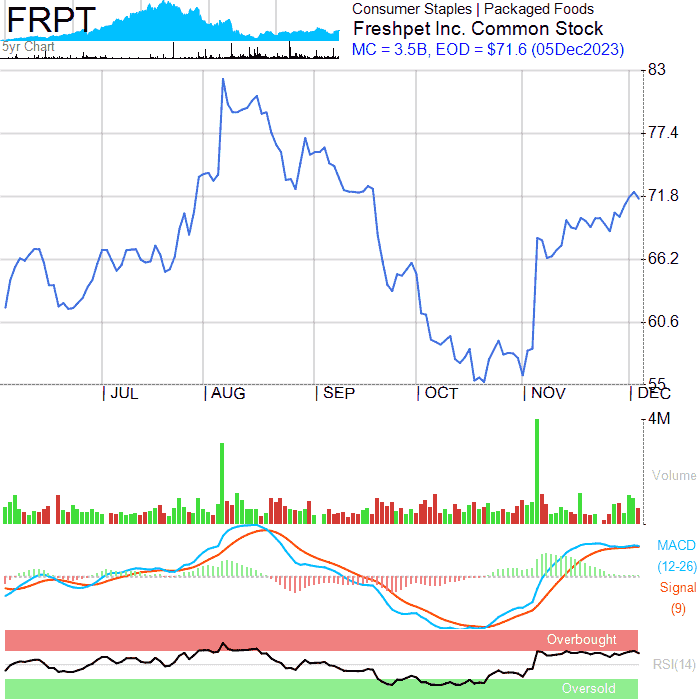 FRPT
5yr Chart
Consumer Staples | Packaged Foods
Freshpet Inc. Common Stock
MC = 3.5B, EOD = $71.6 (05Dec2023)
83
77.4
71.8
66.2
60.6
55
| JUL | AUG | SEP | OCT | NOV | DEC
4M
Volume
MACD
(12-26)
Signal
(9)
Overbought
RSI(14)
Oversold